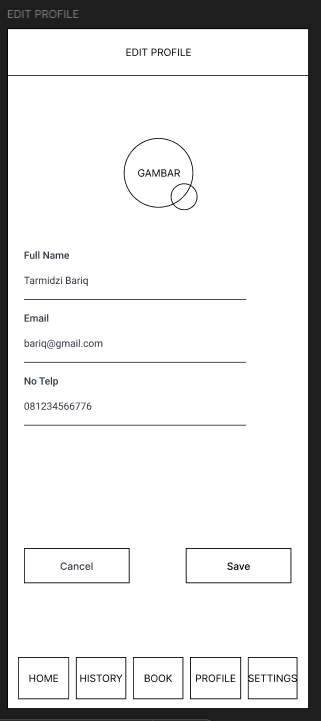 EDIT PROFILE
EDIT PROFILE
GAMBAR
Full Name
Tarmidzi Bariq
Email
bariq@gmail.com
No Telp
081234566776
Cancel Save
HOME HISTORY BOOK PROFILE SETTINGS